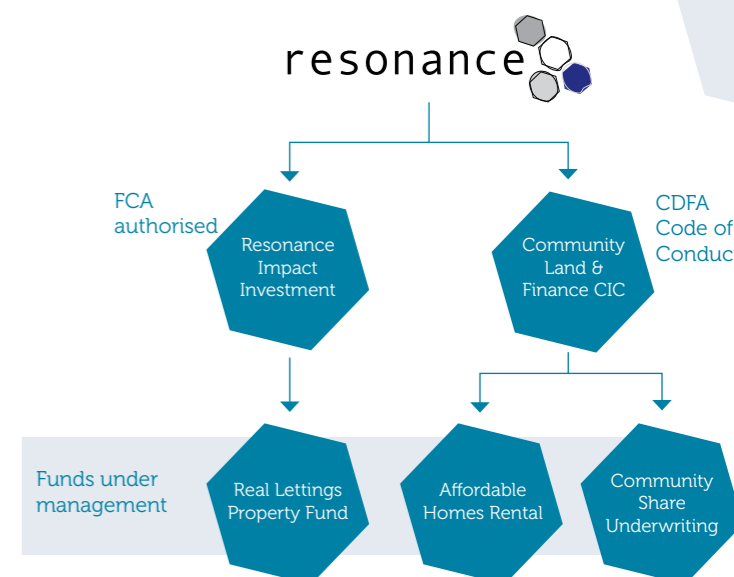 resonance
FCA
authorised
Resonance
Impact
Investment
Community
Land &
Finance CIC
CDFA
Code of
Conduc
Funds under
management
Real Lettings
Property Fund
Affordable
Homes Rental
Community
Share
Underwriting